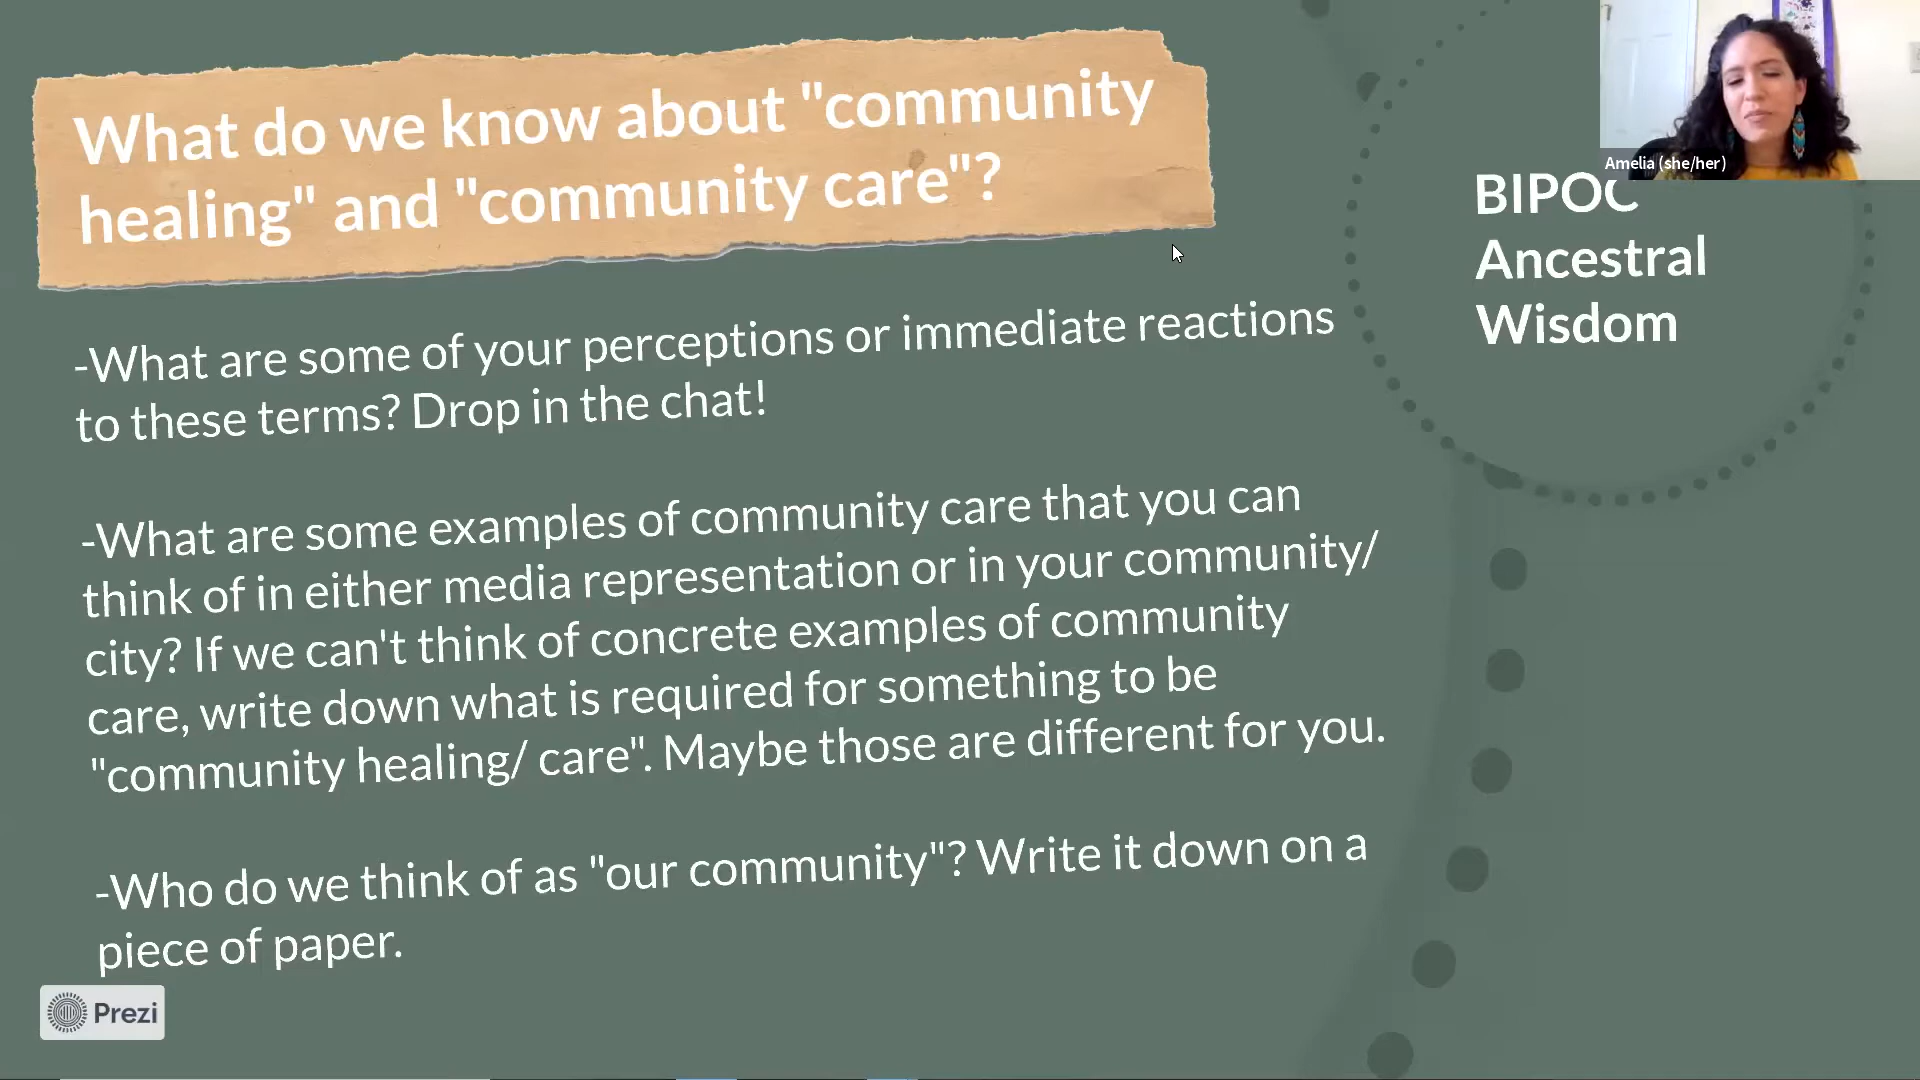 What do we know about "community
healing" and "community care"?
-What are some of your perceptions or immediate reactions
to these terms? Drop in the chat!
-What are some examples of community care that you can
think of in either media representation or in your community/
city? If we can't think of concrete examples of community
care, write down what is required for something to be
"community healing/ care". Maybe those are different for you.
-Who do we think of as "our community"? Write it down on a
piece of paper.
Amelia (she/her)
BIPOC
Ancestral
Wisdom
Prezi